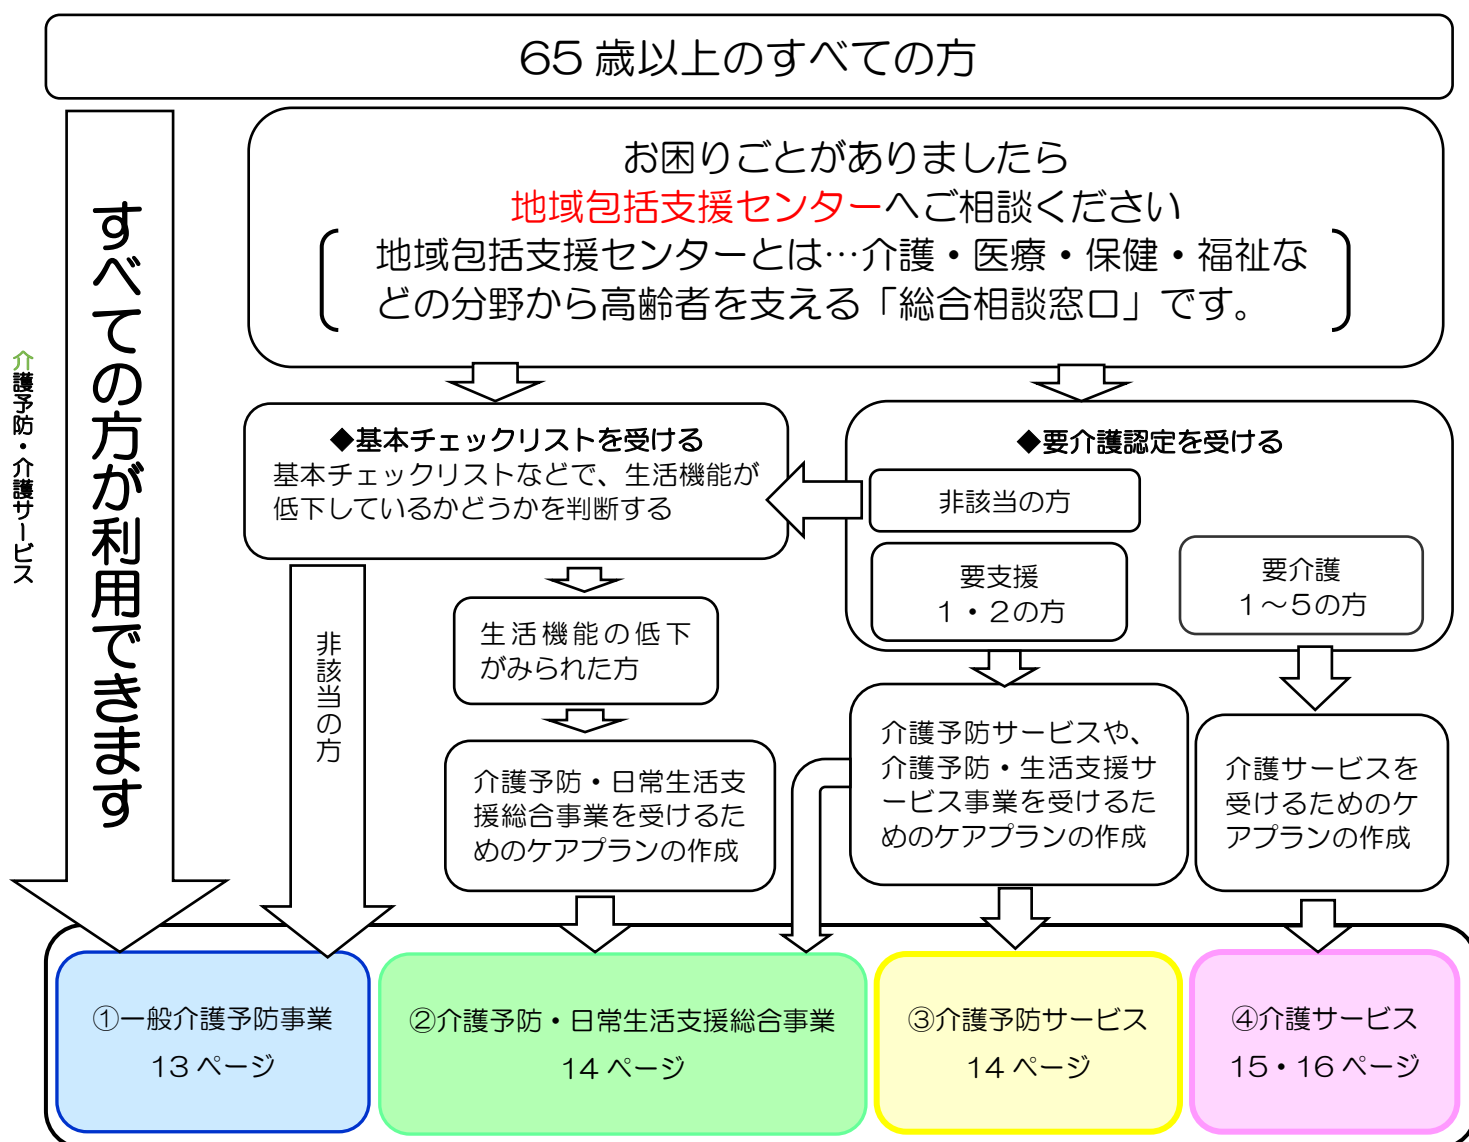 65 歳以上のすべての方
お困りごとがありましたら
地域包括支援センターへご相談ください
地域包括支援センターとは…介護・医療・保健・福祉な
どの分野から高齢者を支える「総合相談窓口」です。
すべての方が利用できます
介護予防・介護サービス
◆基本チェックリストを受ける
基本チェックリストなどで、生活機能が
低下しているかどうかを判断する
◆要介護認定を受ける
非該当の方
要支援
1・2の方
要介護
1～5の方
非該当の方
生活機能の低下
がみられた方
介護予防・日常生活支
援総合事業を受けるた
めのケアプランの作成
介護予防サービスや、
介護予防・生活支援サ
ービス事業を受けるた
めのケアプランの作成
介護サービスを
受けるためのケ
アプランの作成
①一般介護予防事業
13 ページ
②介護予防・日常生活支援総合事業
14 ページ
③介護予防サービス
14 ページ
④介護サービス
15・16 ページ